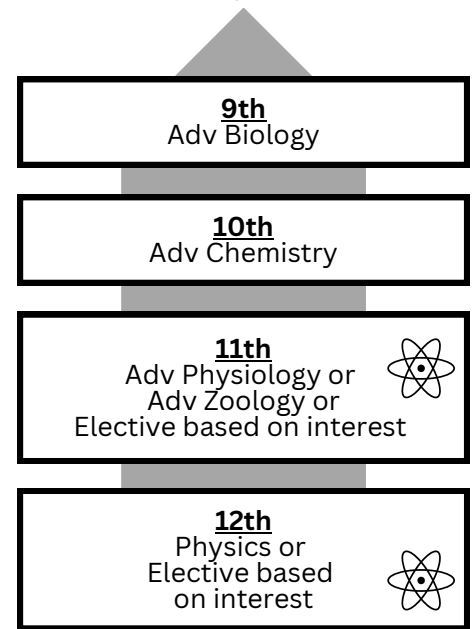 9th
Adv Biology
10th
Adv Chemistry
11th
Adv Physiology or
Adv Zoology or
Elective based on interest
12th
Physics or
Elective based
on interest